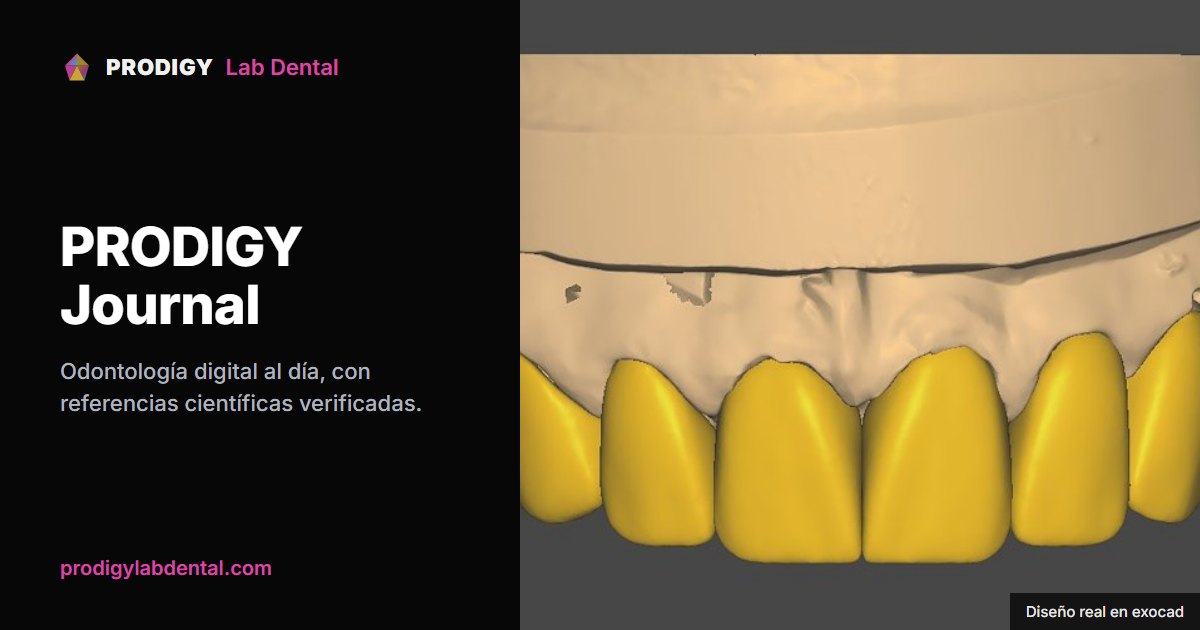 PRODIGY Lab Dental
PRODIGY
Journal
Odontología digital al día, con
referencias científicas verificadas.
prodigylabdental.com
Diseño real en exocad